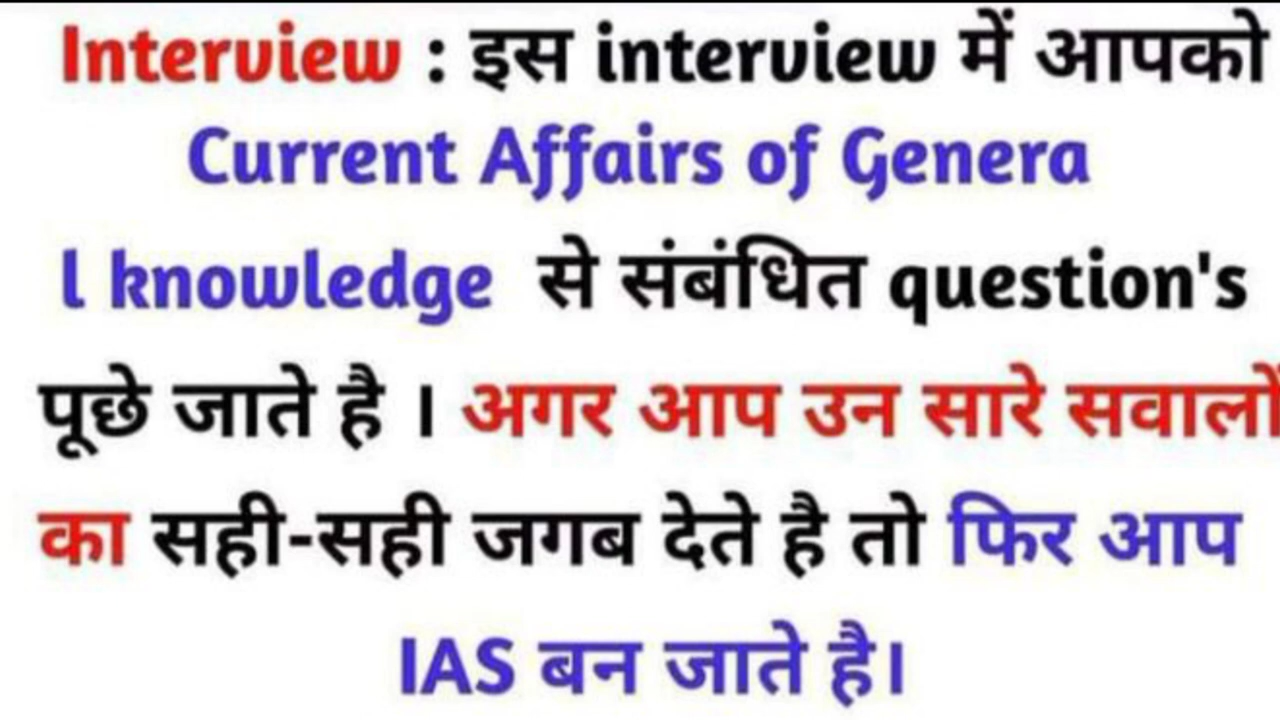 Interview : इस interview में आपको
Current Affairs of Genera
l knowledge से संबंधित question's
पूछे जाते है । अगर आप उन सारे सवालों
का सही-सही जगब देते है तो फिर आप
IAS बन जाते है।